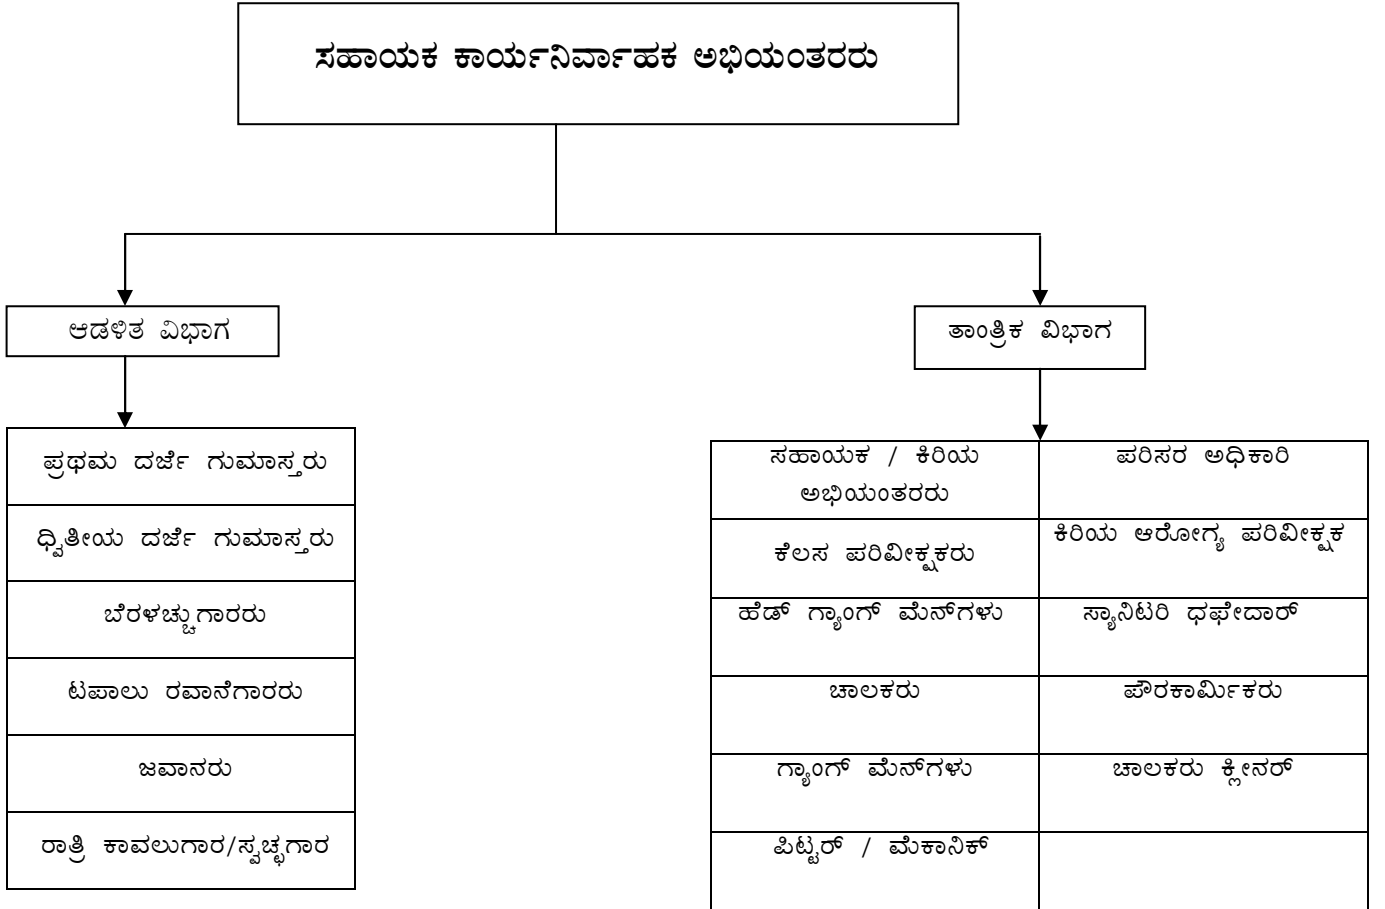 ಸಹಾಯಕ ಕಾರ್ಯನಿರ್ವಾಹಕ ಅಭಿಯಂತರರು
ಆಡಳಿತ ವಿಭಾಗ
ಪ್ರಥಮ ದರ್ಜೆ ಗುಮಾಸ್ತರು
ಧ್ವಿತೀಯ ದರ್ಜೆ ಗುಮಾಸ್ತರು
ಬೆರಳಚ್ಚುಗಾರರು
ಟಪಾಲು ರವಾನೆಗಾರರು
ಜವಾನರು
ರಾತ್ರಿ ಕಾವಲುಗಾರ/ಸ್ವಚ್ಛಗಾರ
ತಾಂತ್ರಿಕ ವಿಭಾಗ
ಸಹಾಯಕ / ಕಿರಿಯ
ಅಭಿಯಂತರರು
ಪರಿಸರ ಅಧಿಕಾರಿ
ಕೆಲಸ ಪರಿವೀಕ್ಷಕರು
ಕಿರಿಯ ಆರೋಗ್ಯ ಪರಿವೀಕ್ಷಕ
ಹೆಡ್ ಗ್ಯಾಂಗ್ ಮೆನ್‌ಗಳು
ಸ್ಯಾನಿಟರಿ ಧಫೇದಾರ್
ಚಾಲಕರು
ಪೌರಕಾರ್ಮಿಕರು
ಗ್ಯಾಂಗ್ ಮೆನ್‌ಗಳು
ಚಾಲಕರು ಕ್ಲೀನರ್
ಪಿಟ್ಟರ್ / ಮೆಕಾನಿಕ್